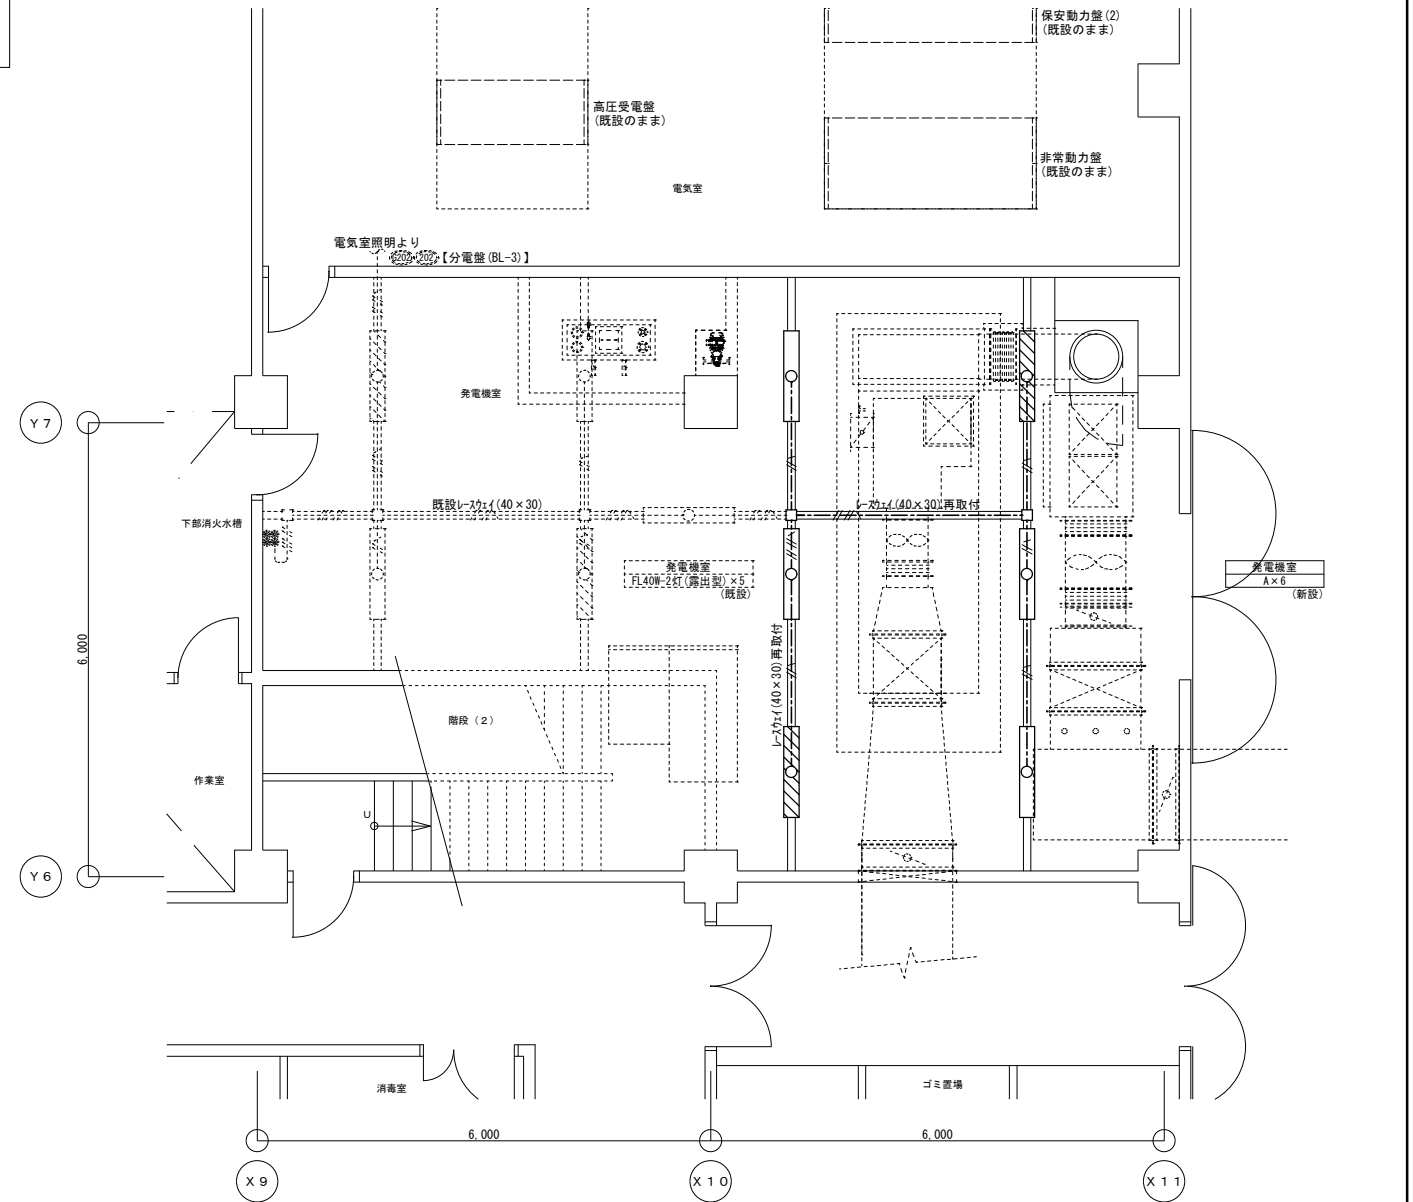 保安動力盤(2)
(既設のまま)
高圧受電盤
(既設のまま)
非常動力盤
(既設のまま)
電気室
電気室照明より
G202 202 【分電盤(BL-3)】
発電機室
Y7
既設レースウェイ(40×30)
レースウェイ(40×30)再取付
下部消火水槽
発電機室
FL40W-2灯(露出型)×5
(既設)
発電機室
A×6
(新設)
6,000
レースウェイ(40×30)再取付
階段(2)
作業室
U
Y6
消毒室
ゴミ置場
6,000
6,000
X9
X10
X11